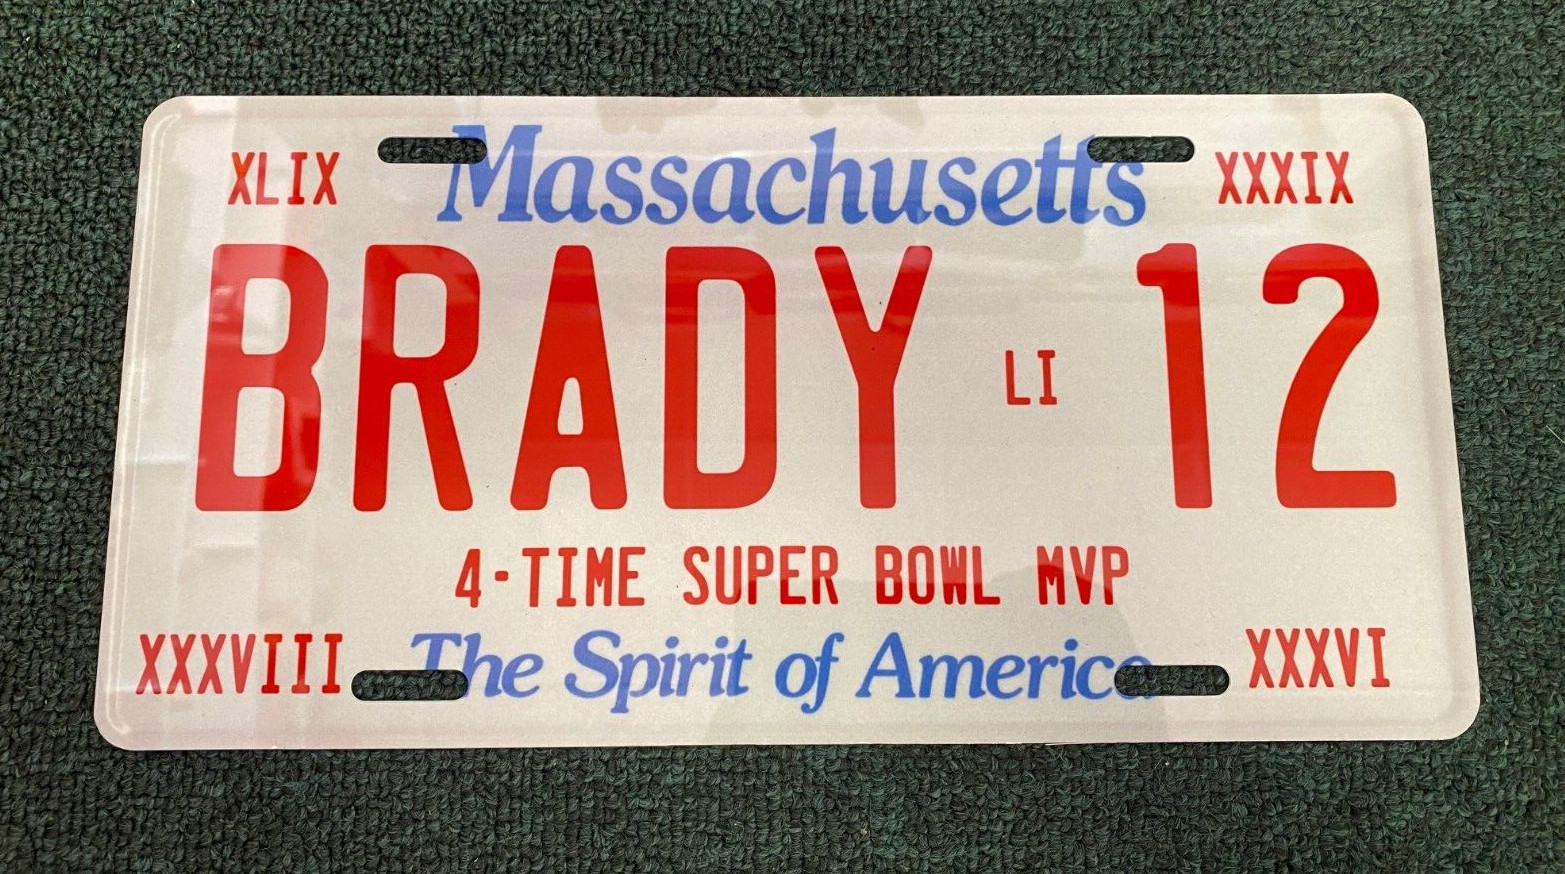 XLIX Massachusetts XXXIX
BRADY LI 12
4-TIME SUPER BOWL MVP
XXXVIII The Spirit of America XXXVI